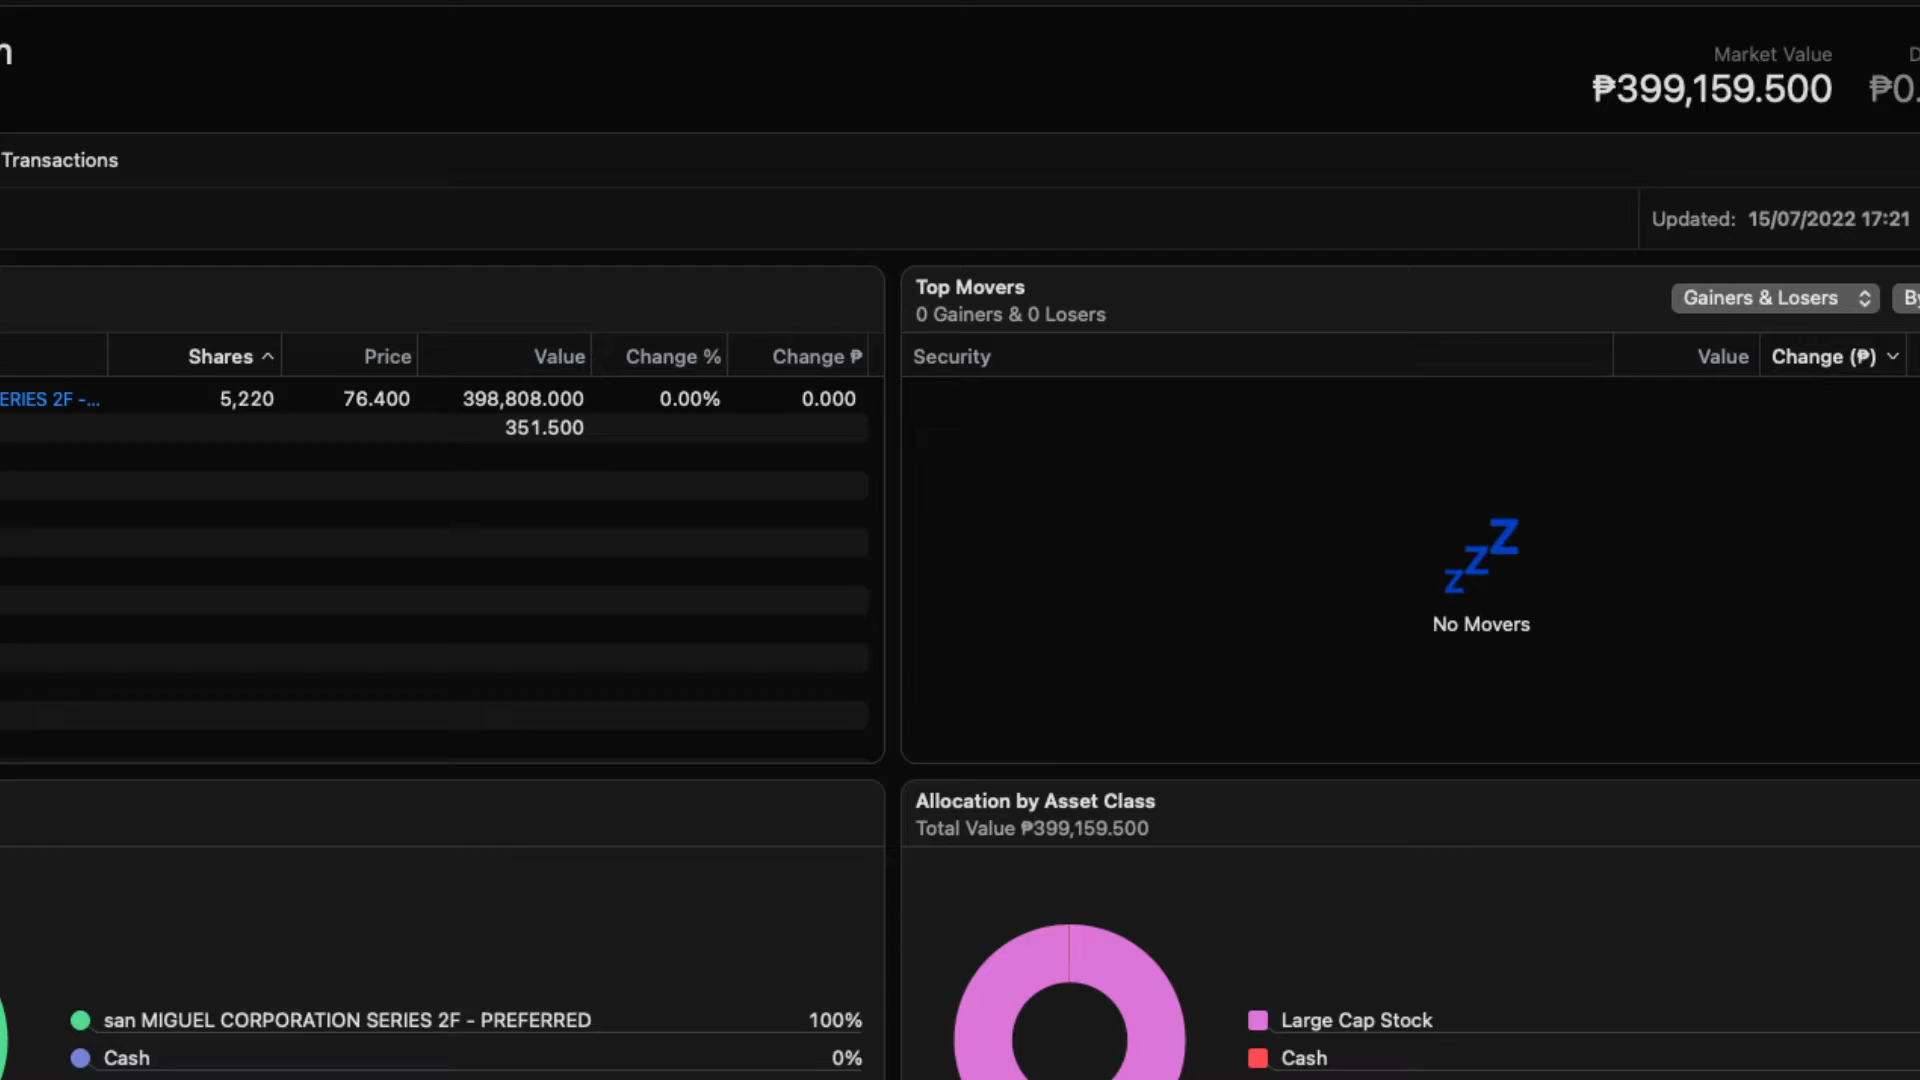 Market Value
₱399,159.500
₱0.
Transactions
Updated: 15/07/2022 17:21
Top Movers
0 Gainers & 0 Losers
Gainers & Losers
By
Shares
Price
Value
Change %
Change ₱
Security
Value
Change (₱)
ERIES 2F -...
5,220
76.400
398,808.000
0.00%
0.000
351.500
zzZ
No Movers
Allocation by Asset Class
Total Value ₱399,159.500
san MIGUEL CORPORATION SERIES 2F - PREFERRED 100%
Cash 0%
Large Cap Stock
Cash